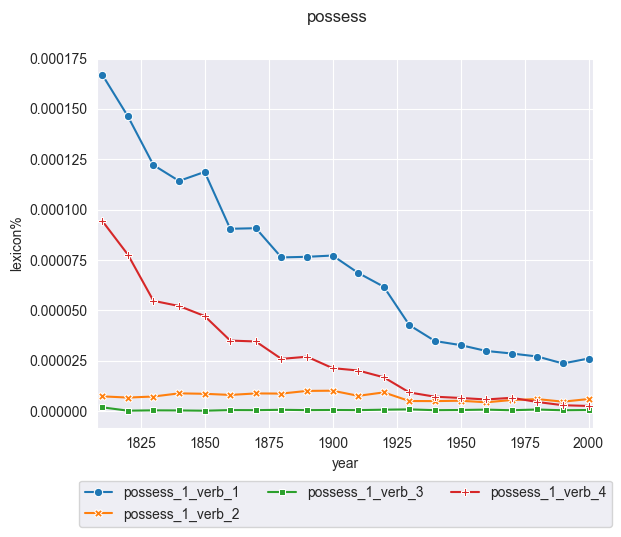 possess
0.000175
0.000150
0.000125
0.000100
0.000075
0.000050
0.000025
0.000000
lexicon%
1825 1850 1875 1900 1925 1950 1975 2000
year
possess_1_verb_1 possess_1_verb_3 possess_1_verb_4
possess_1_verb_2